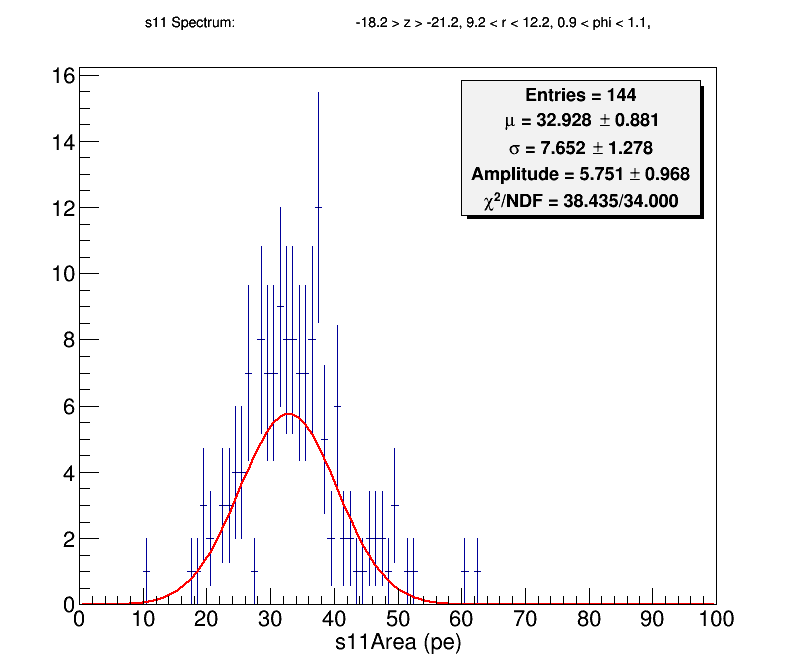 s11 Spectrum: -18.2 > z > -21.2, 9.2 < r < 12.2, 0.9 < phi < 1.1,
Entries = 144
μ = 32.928 ± 0.881
σ = 7.652 ± 1.278
Amplitude = 5.751 ± 0.968
χ²/NDF = 38.435/34.000
16
14
12
10
8
6
4
2
0
0 10 20 30 40 50 60 70 80 90 100
s11Area (pe)